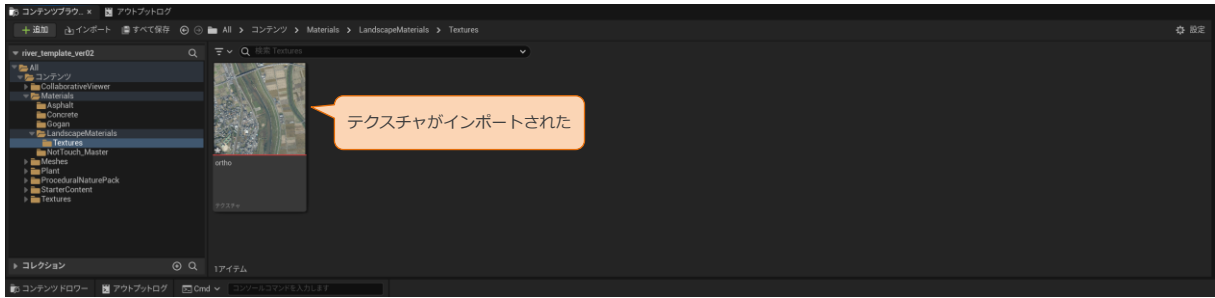 コンテンツブラウ.. × アウトプットログ
+ 追加 インポート すべて保存 All > コンテンツ > Materials > LandscapeMaterials > Textures 設定
river_template_ver02
検索 Textures
All
コンテンツ
CollaborativeViewer
Materials
Asphalt
Concrete
Gogan
LandscapeMaterials
Textures
NotTouch_Master
Meshes
Plant
ProceduralNaturePack
StarterContent
Textures
テクスチャがインポートされた
ortho
テクスチャ
コレクション
1アイテム
コンテンツドロワー アウトプットログ Cmd コンソールコマンドを入力します